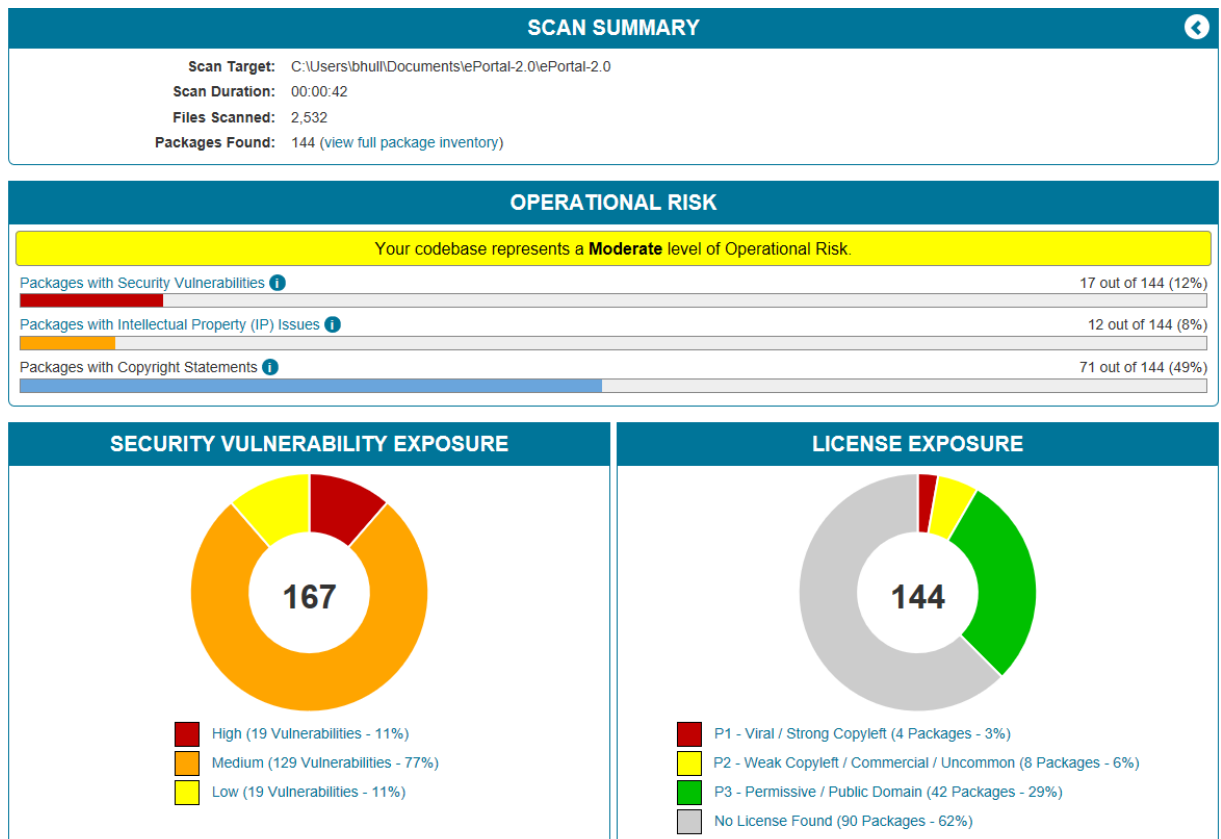 SCAN SUMMARY
Scan Target: C:\Users\bhull\Documents\ePortal-2.0\ePortal-2.0
Scan Duration: 00:00:42
Files Scanned: 2,532
Packages Found: 144 (view full package inventory)
OPERATIONAL RISK
Your codebase represents a Moderate level of Operational Risk.
Packages with Security Vulnerabilities i 17 out of 144 (12%)
Packages with Intellectual Property (IP) Issues i 12 out of 144 (8%)
Packages with Copyright Statements i 71 out of 144 (49%)
SECURITY VULNERABILITY EXPOSURE
167
High (19 Vulnerabilities - 11%)
Medium (129 Vulnerabilities - 77%)
Low (19 Vulnerabilities - 11%)
LICENSE EXPOSURE
144
P1 - Viral / Strong Copyleft (4 Packages - 3%)
P2 - Weak Copyleft / Commercial / Uncommon (8 Packages - 6%)
P3 - Permissive / Public Domain (42 Packages - 29%)
No License Found (90 Packages - 62%)